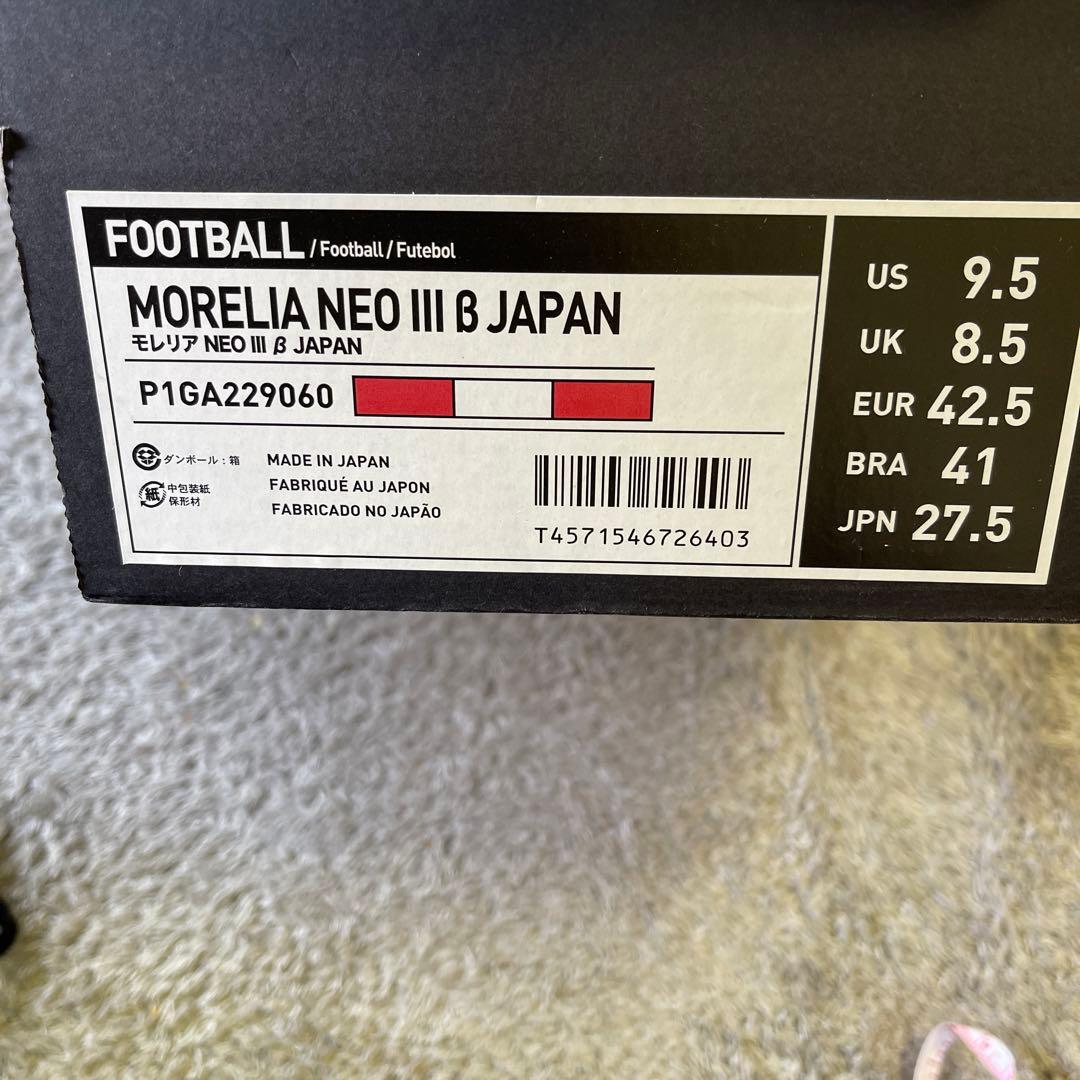 FOOTBALL / Football / Futebol
MORELIA NEO III β JAPAN
モレリア NEO III β JAPAN
P1GA229060
ダンボール：箱
紙
中包装紙
保形材
MADE IN JAPAN
FABRIQUÉ AU JAPON
FABRICADO NO JAPÃO
T4571546726403
US 9.5
UK 8.5
EUR 42.5
BRA 41
JPN 27.5